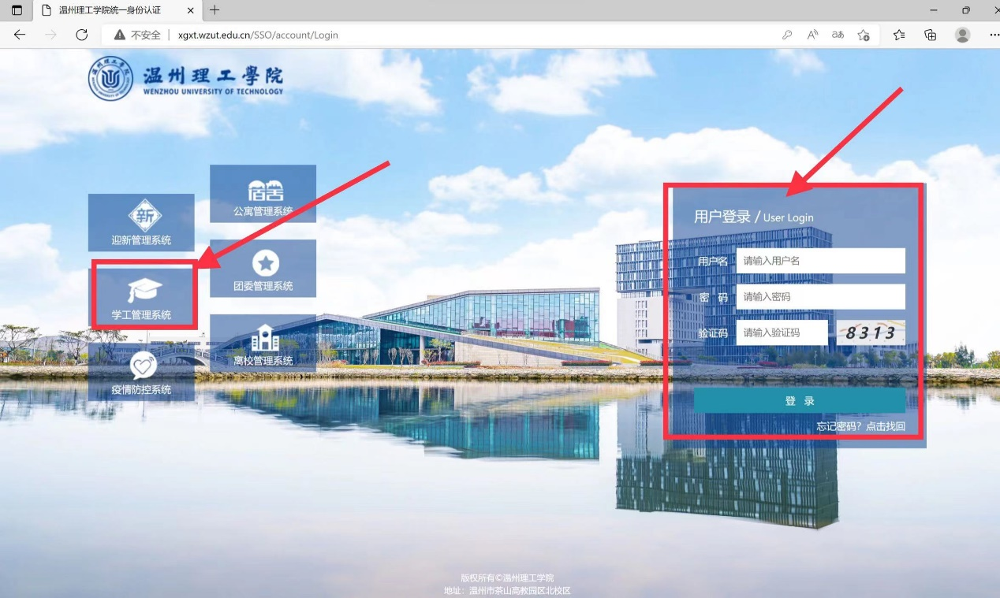 温州理工学院统一身份认证
不安全 | xgxt.wzut.edu.cn/SSO/account/Login
温州理工學院
WENZHOU UNIVERSITY OF TECHNOLOGY
宿舍
公寓管理系统
新
迎新管理系统
团委管理系统
学工管理系统
离校管理系统
疫情防控系统
用户登录 / User Login
用户名 请输入用户名
密 码 请输入密码
验证码 请输入验证码 8313
登 录
忘记密码? 点击找回
版权所有©温州理工学院
地址: 温州市茶山高教园区北校区